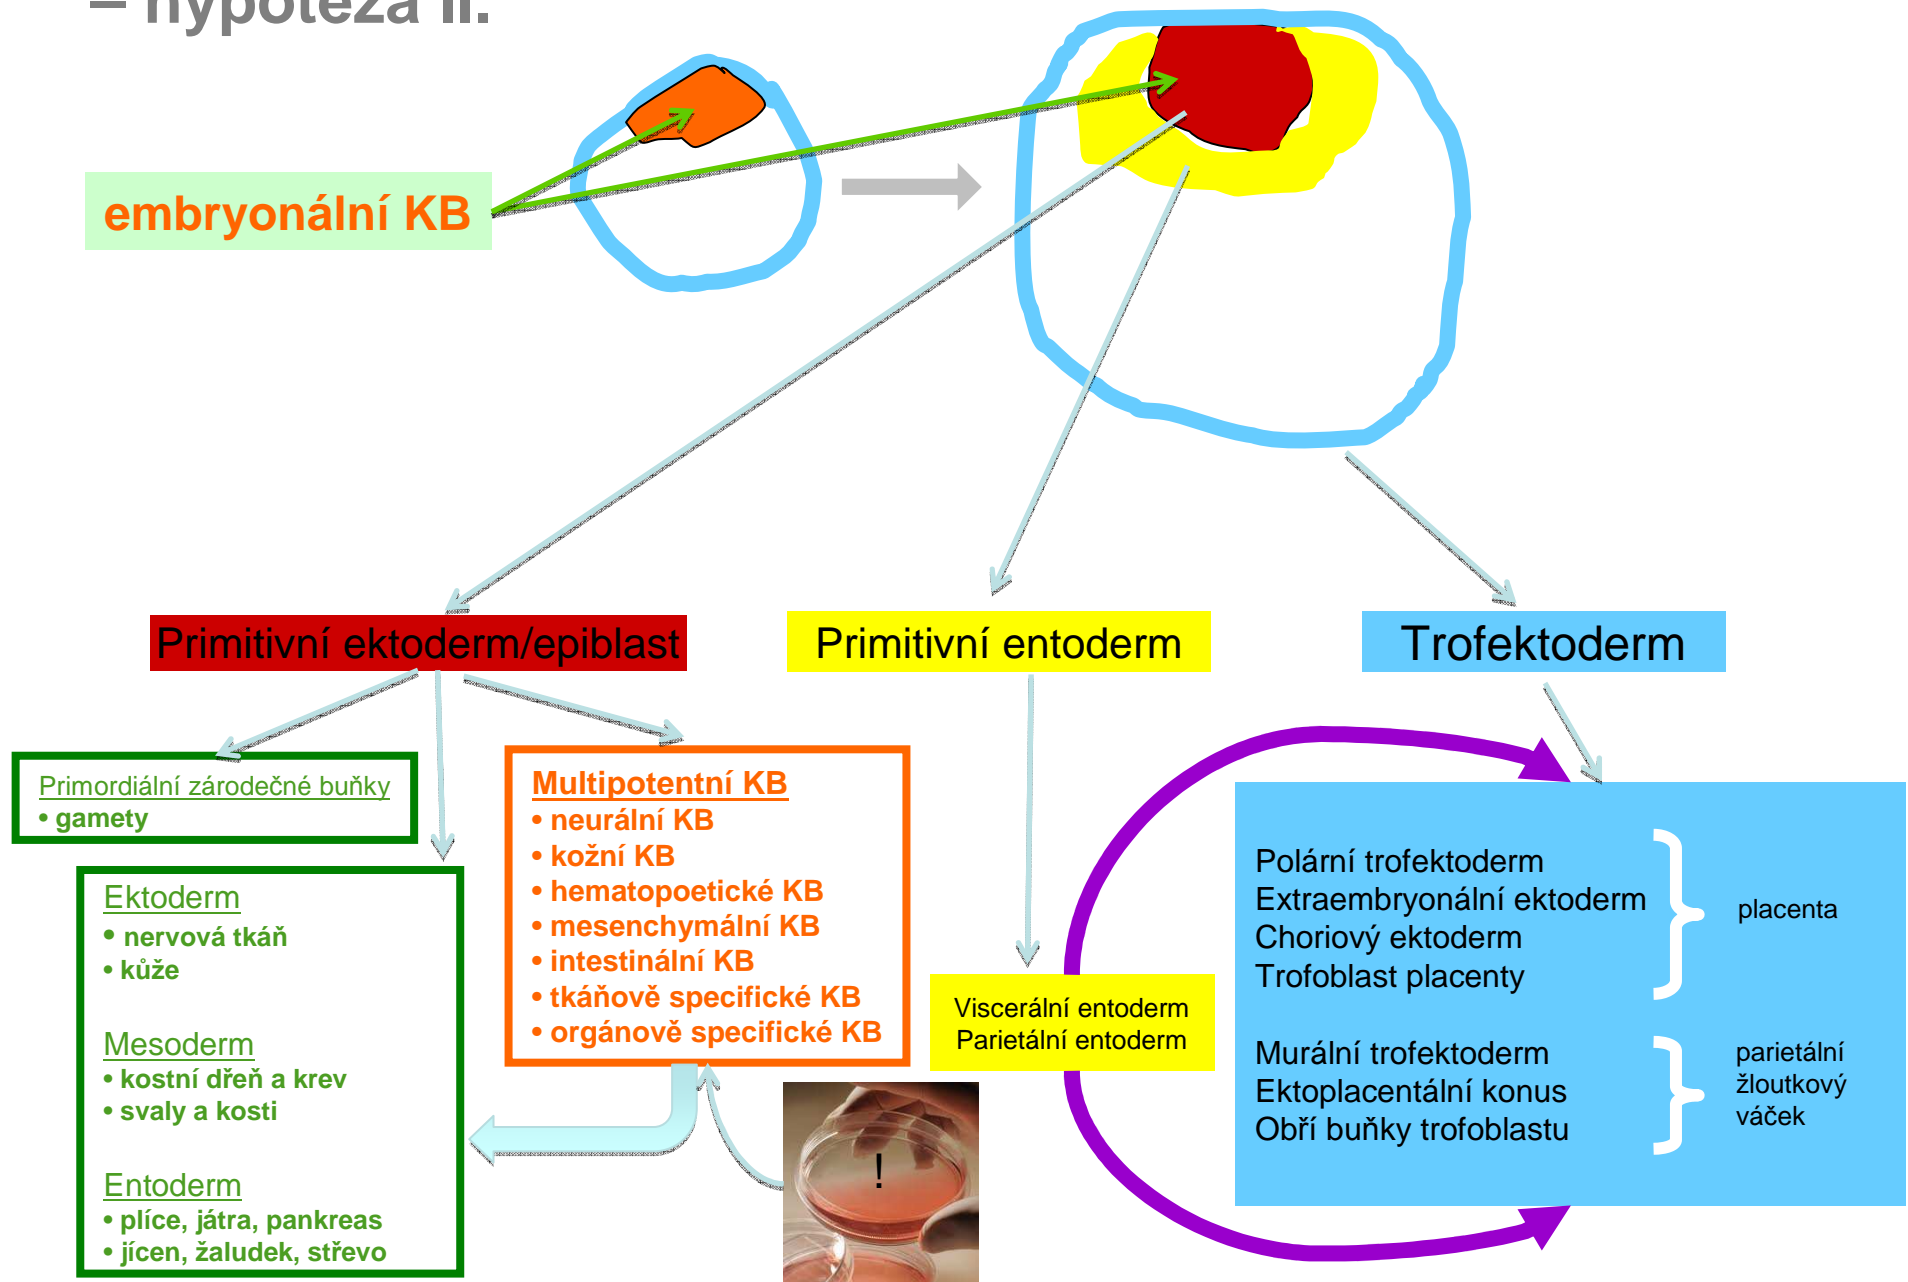 – hypotéza II.
embryonální KB
Primitivní ektoderm/epiblast
Primitivní entoderm
Trofektoderm
Primordiální zárodečné buňky
• gamety
Ektoderm
• nervová tkáň
• kůže
Mesoderm
• kostní dřeň a krev
• svaly a kosti
Entoderm
• plíce, játra, pankreas
• jícen, žaludek, střevo
Multipotentní KB
• neurální KB
• kožní KB
• hematopoetické KB
• mesenchymální KB
• intestinální KB
• tkáňově specifické KB
• orgánově specifické KB
!
Viscerální entoderm
Parietální entoderm
Polární trofektoderm
Extraembryonální ektoderm
Choriový ektoderm
Trofoblast placenty
placenta
Murální trofektoderm
Ektoplacentální konus
Obří buňky trofoblastu
parietální
žloutkový
váček